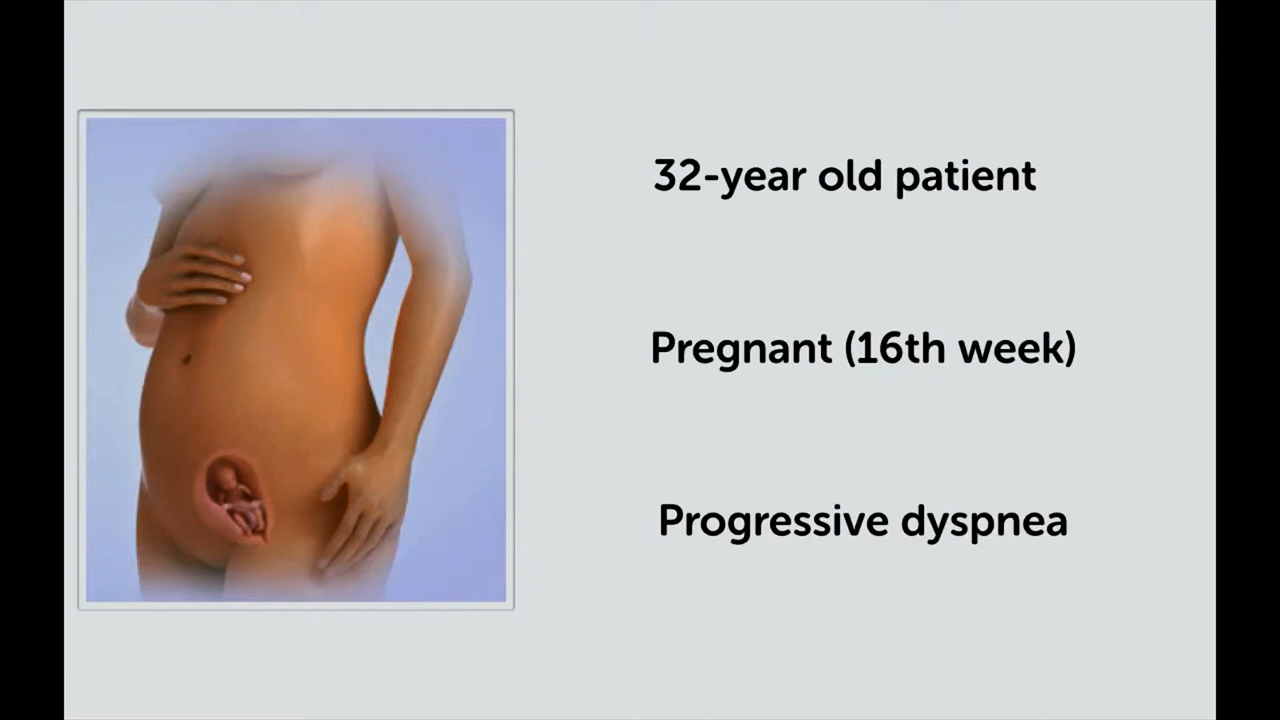 32-year old patient
Pregnant (16th week)
Progressive dyspnea